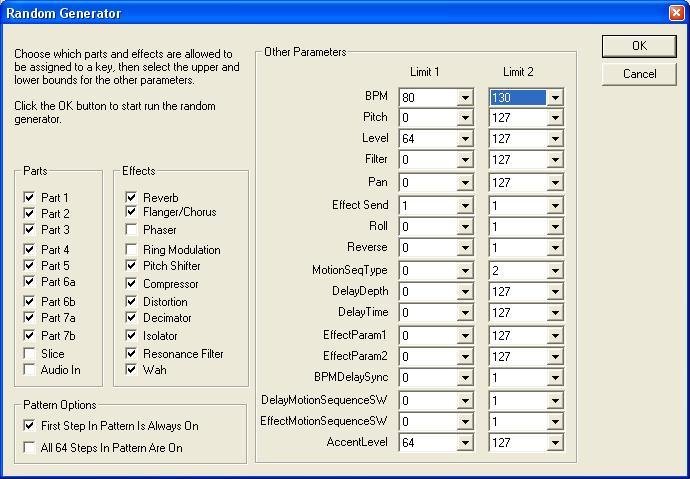 Random Generator
Choose which parts and effects are allowed to
be assigned to a key, then select the upper and
lower bounds for the other parameters.
Click the OK button to start run the random
generator.
Parts
Part 1
Part 2
Part 3
Part 4
Part 5
Part 6a
Part 6b
Part 7a
Part 7b
Slice
Audio In
Effects
Reverb
Flanger/Chorus
Phaser
Ring Modulation
Pitch Shifter
Compressor
Distortion
Decimator
Isolator
Resonance Filter
Wah
Pattern Options
First Step In Pattern Is Always On
All 64 Steps In Pattern Are On
Other Parameters
Limit 1 Limit 2
BPM 80 130
Pitch 0 127
Level 64 127
Filter 0 127
Pan 0 127
Effect Send 1 1
Roll 0 1
Reverse 0 1
MotionSeqType 0 2
DelayDepth 0 127
DelayTime 0 127
EffectParam1 0 127
EffectParam2 0 127
BPMDelaySync 0 1
DelayMotionSequenceSW 0 1
EffectMotionSequenceSW 0 1
AccentLevel 64 127
OK
Cancel